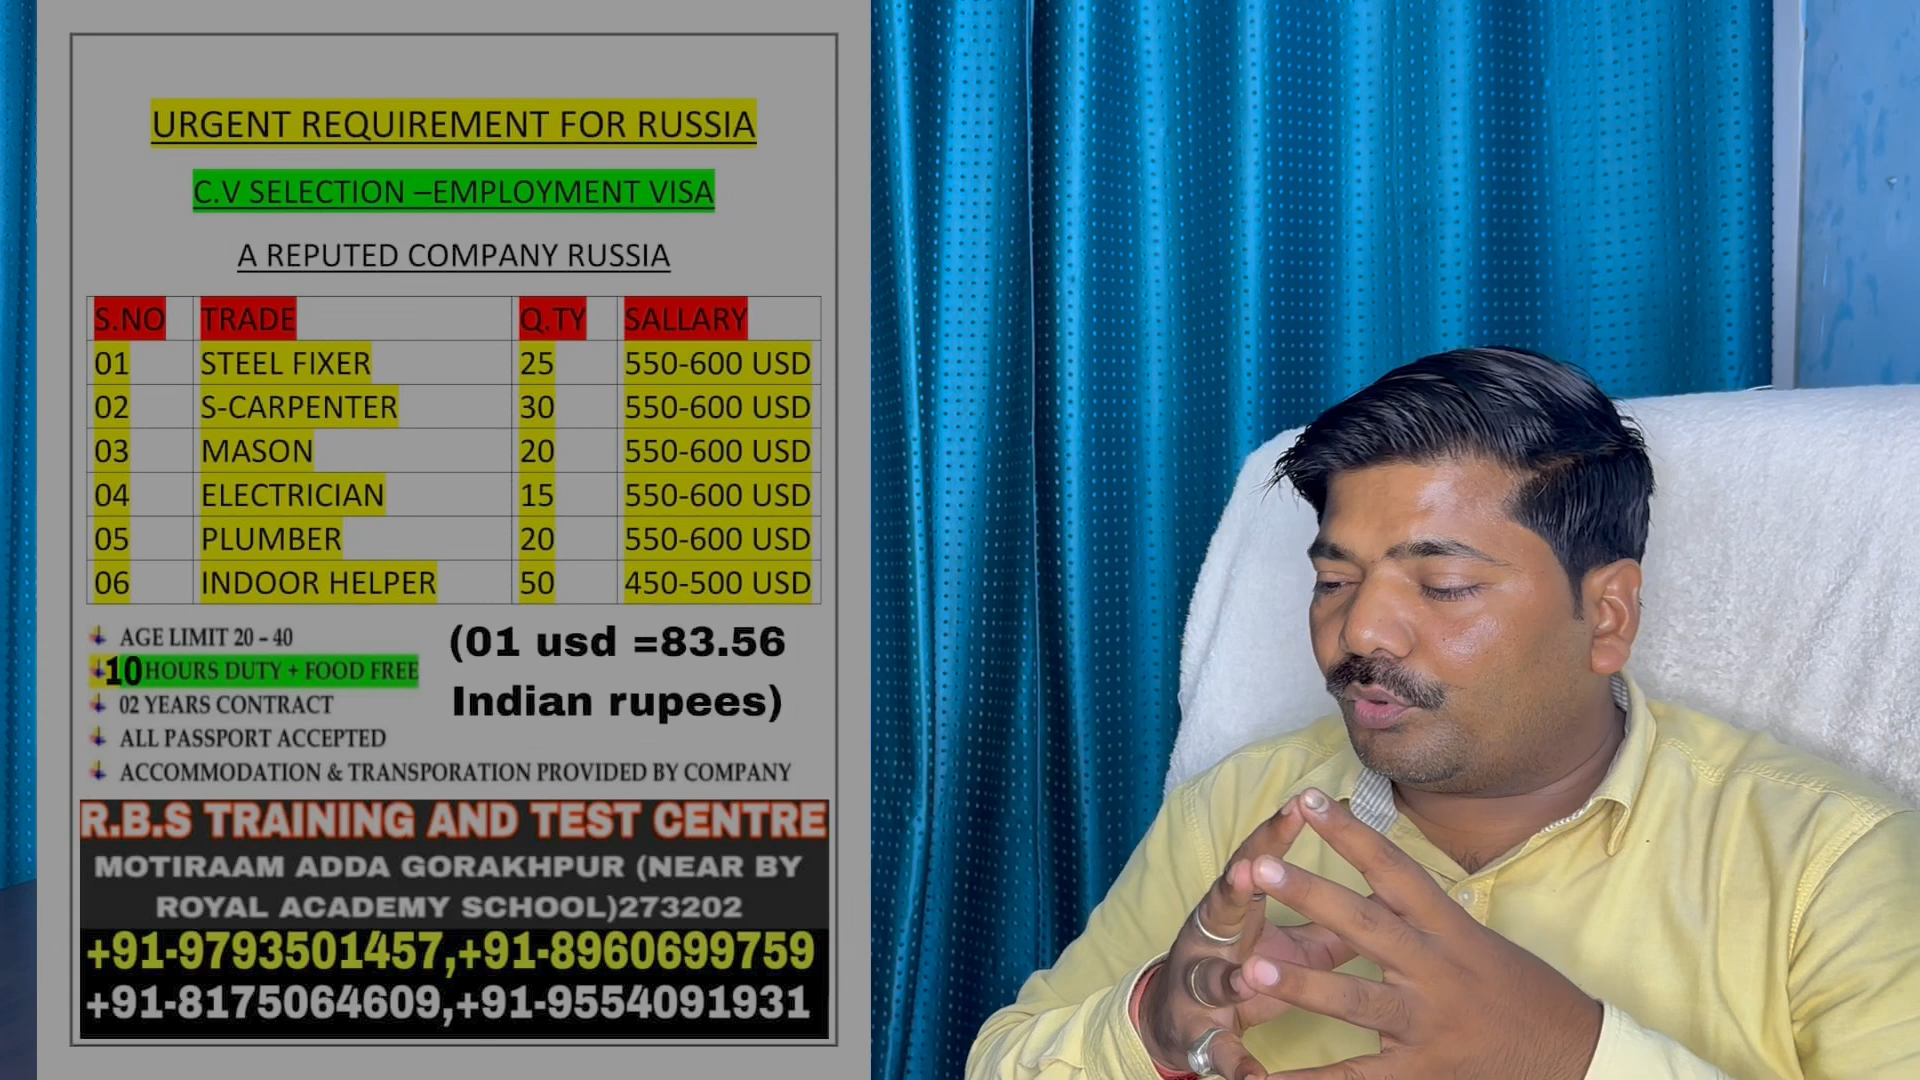 URGENT REQUIREMENT FOR RUSSIA
C.V SELECTION –EMPLOYMENT VISA
A REPUTED COMPANY RUSSIA
S.NO TRADE Q.TY SALLARY
01 STEEL FIXER 25 550-600 USD
02 S-CARPENTER 30 550-600 USD
03 MASON 20 550-600 USD
04 ELECTRICIAN 15 550-600 USD
05 PLUMBER 20 550-600 USD
06 INDOOR HELPER 50 450-500 USD
AGE LIMIT 20 – 40
10 HOURS DUTY + FOOD FREE
02 YEARS CONTRACT
ALL PASSPORT ACCEPTED
ACCOMMODATION & TRANSPORATION PROVIDED BY COMPANY
(01 usd =83.56
Indian rupees)
R.B.S TRAINING AND TEST CENTRE
MOTIRAAM ADDA GORAKHPUR (NEAR BY
ROYAL ACADEMY SCHOOL)273202
+91-9793501457,+91-8960699759
+91-8175064609,+91-9554091931